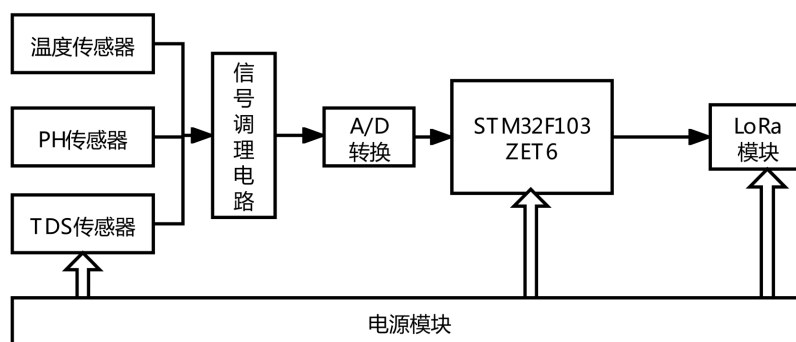 温度传感器
PH传感器
TDS传感器
信号调理电路
A/D
转换
STM32F103
ZET6
LoRa
模块
电源模块